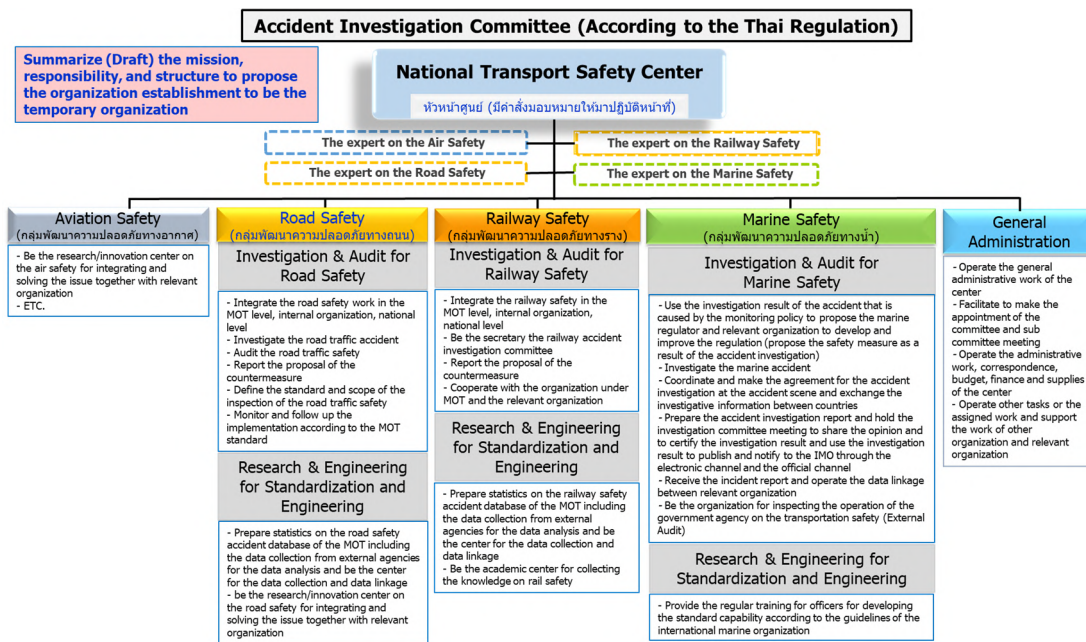 Accident Investigation Committee (According to the Thai Regulation)
Summarize (Draft) the mission,
responsibility, and structure to propose
the organization establishment to be the
temporary organization
National Transport Safety Center
หัวหน้าศูนย์ (มีคำสั่งมอบหมายให้มาปฏิบัติหน้าที่)
The expert on the Air Safety
The expert on the Railway Safety
The expert on the Road Safety
The expert on the Marine Safety
Aviation Safety
(กลุ่มพัฒนาความปลอดภัยทางอากาศ)
- Be the research/innovation center on
the air safety for integrating and
solving the issue together with relevant
organization
- ETC.
Road Safety
(กลุ่มพัฒนาความปลอดภัยทางถนน)
Investigation & Audit for
Road Safety
- Integrate the road safety work in the
MOT level, internal organization, national
level
- Investigate the road traffic accident
- Audit the road traffic safety
- Report the proposal of the
countermeasure
- Define the standard and scope of the
inspection of the road traffic safety
- Monitor and follow up the
implementation according to the MOT
standard
Research & Engineering
for Standardization and
Engineering
- Prepare statistics on the road safety
accident database of the MOT including
the data collection from external agencies
for the data analysis and be the center
for the data collection and data linkage
- be the research/innovation center on
the road safety for integrating and
solving the issue together with relevant
organization
Railway Safety
(กลุ่มพัฒนาความปลอดภัยทางราง)
Investigation & Audit for
Railway Safety
- Integrate the railway safety in the
MOT level, internal organization,
national level
- Be the secretary the railway accident
investigation committee
- Report the proposal of the
countermeasure
- Cooperate with the organization under
MOT and the relevant organization
Research & Engineering
for Standardization and
Engineering
- Prepare statistics on the railway safety
accident database of the MOT including
the data collection from external
agencies for the data analysis and be
the center for the data collection and
data linkage
- Be the academic center for collecting
the knowledge on rail safety
Marine Safety
(กลุ่มพัฒนาความปลอดภัยทางน้ำ)
Investigation & Audit for
Marine Safety
- Use the investigation result of the accident that is
caused by the monitoring policy to propose the marine
regulator and relevant organization to develop and
improve the regulation (propose the safety measure as a
result of the accident investigation)
- Investigate the marine accident
- Coordinate and make the agreement for the accident
investigation at the accident scene and exchange the
investigative information between countries
- Prepare the accident investigation report and hold the
investigation committee meeting to share the opinion and
to certify the investigation result and use the investigation
result to publish and notify to the IMO through the
electronic channel and the official channel
- Receive the incident report and operate the data linkage
between relevant organization
- Be the organization for inspecting the operation of the
government agency on the transportation safety (External
Audit)
Research & Engineering for
Standardization and Engineering
- Provide the regular training for officers for developing
the standard capability according to the guidelines of the
international marine organization
General
Administration
- Operate the general
administrative work of the
center
- Facilitate to make the
appointment of the
committee and sub
committee meeting
- Operate the administrative
work, correspondence,
budget, finance and supplies
of the center
- Operate other tasks or the
assigned work and support
the work of other
organization and relevant
organization